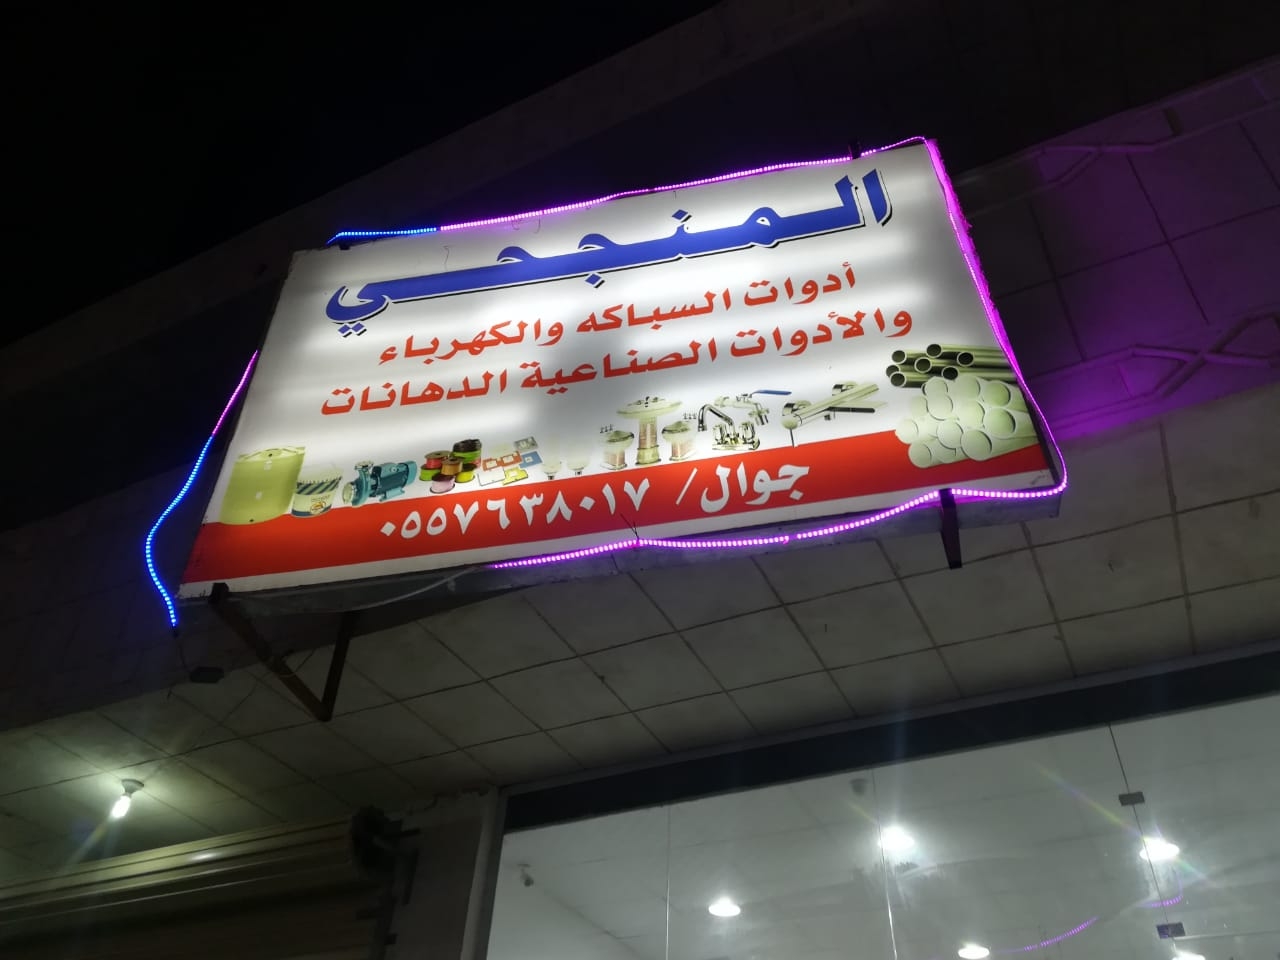 المنجحي
أدوات السباكه والكهرباء
والأدوات الصناعية الدهانات
جوال/ ٠٥٥٧٦٣٨٠١٧